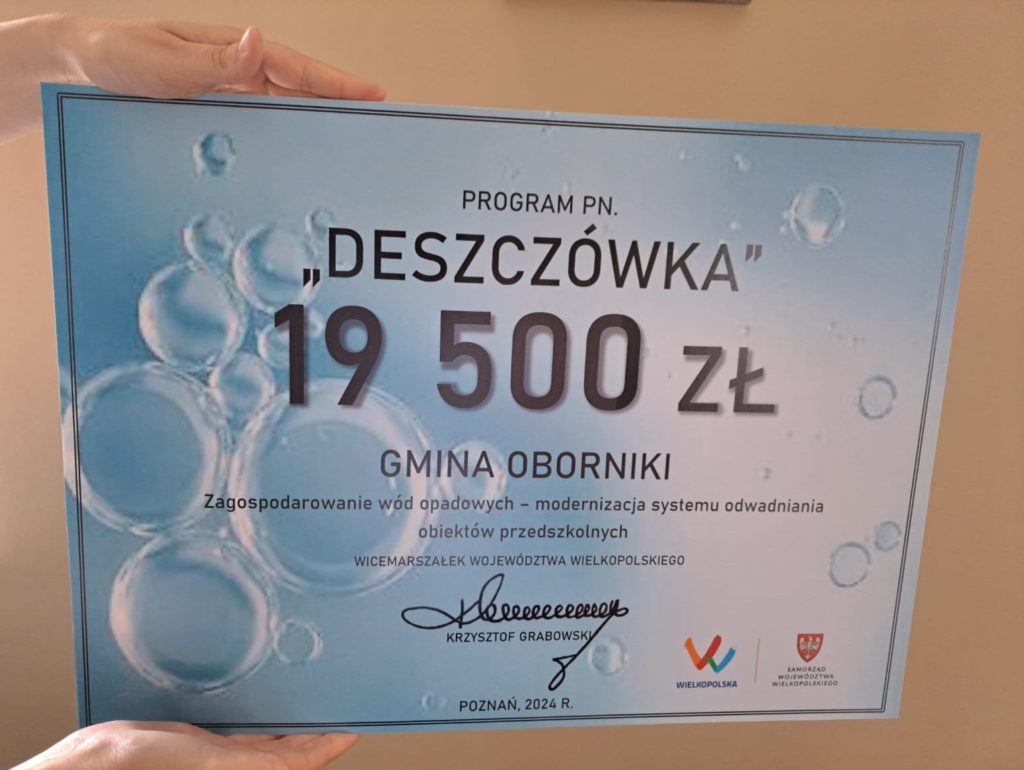 PROGRAM PN.
„DESZCZÓWKA”
19 500 ZŁ
GMINA OBORNIKI
Zagospodarowanie wód opadowych – modernizacja systemu odwadniania
obiektów przedszkolnych
WICEMARSZAŁEK WOJEWÓDZTWA WIELKOPOLSKIEGO
KRZYSZTOF GRABOWSKI
POZNAŃ, 2024 R.
WIELKOPOLSKA
SAMORZĄD
WOJEWÓDZTWA
WIELKOPOLSKIEGO